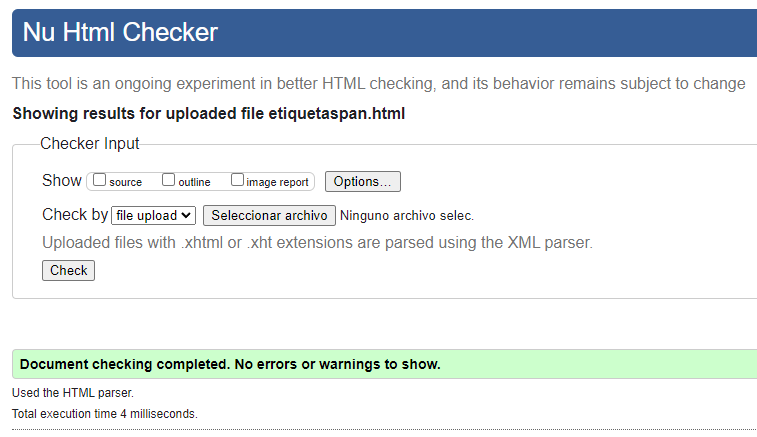 Nu Html Checker
This tool is an ongoing experiment in better HTML checking, and its behavior remains subject to change
Showing results for uploaded file etiquetaspan.html
Checker Input
Show source outline image report Options...
Check by file upload Seleccionar archivo Ninguno archivo selec.
Uploaded files with .xhtml or .xht extensions are parsed using the XML parser.
Check
Document checking completed. No errors or warnings to show.
Used the HTML parser.
Total execution time 4 milliseconds.